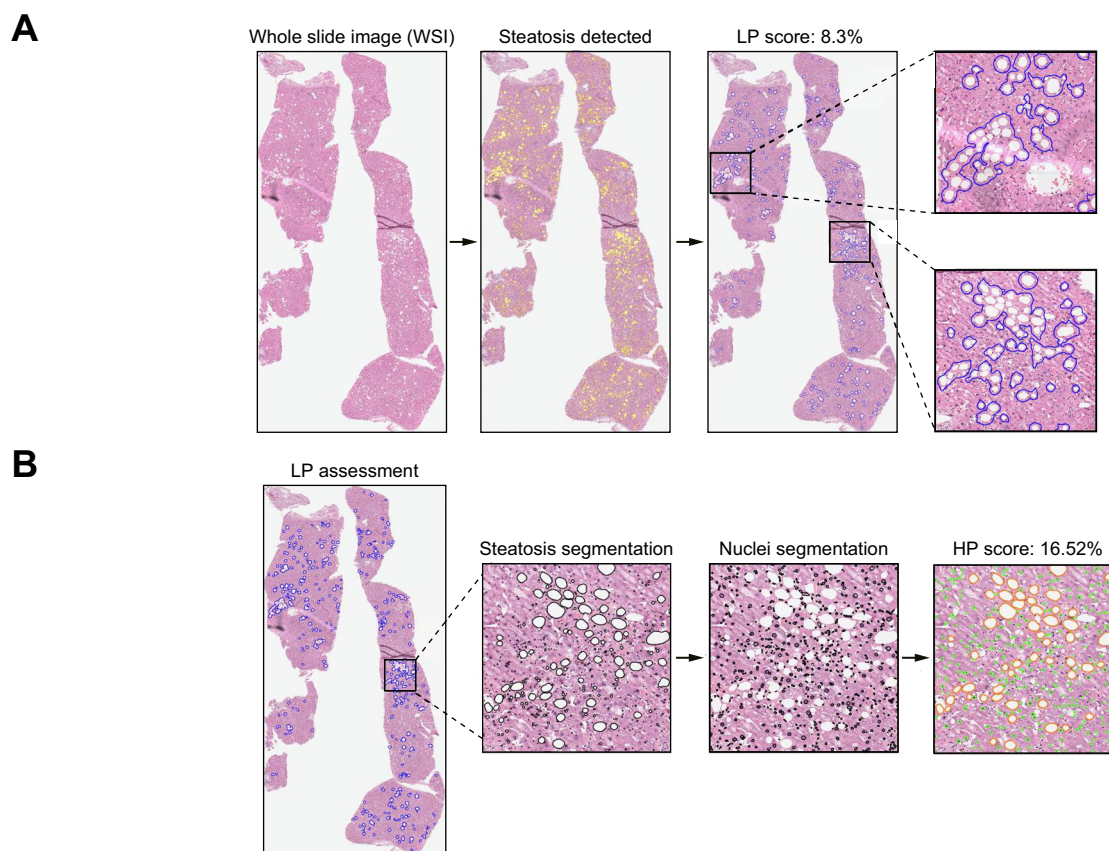 A
Whole slide image (WSI)
Steatosis detected
LP score: 8.3%
B
LP assessment
Steatosis segmentation
Nuclei segmentation
HP score: 16.52%